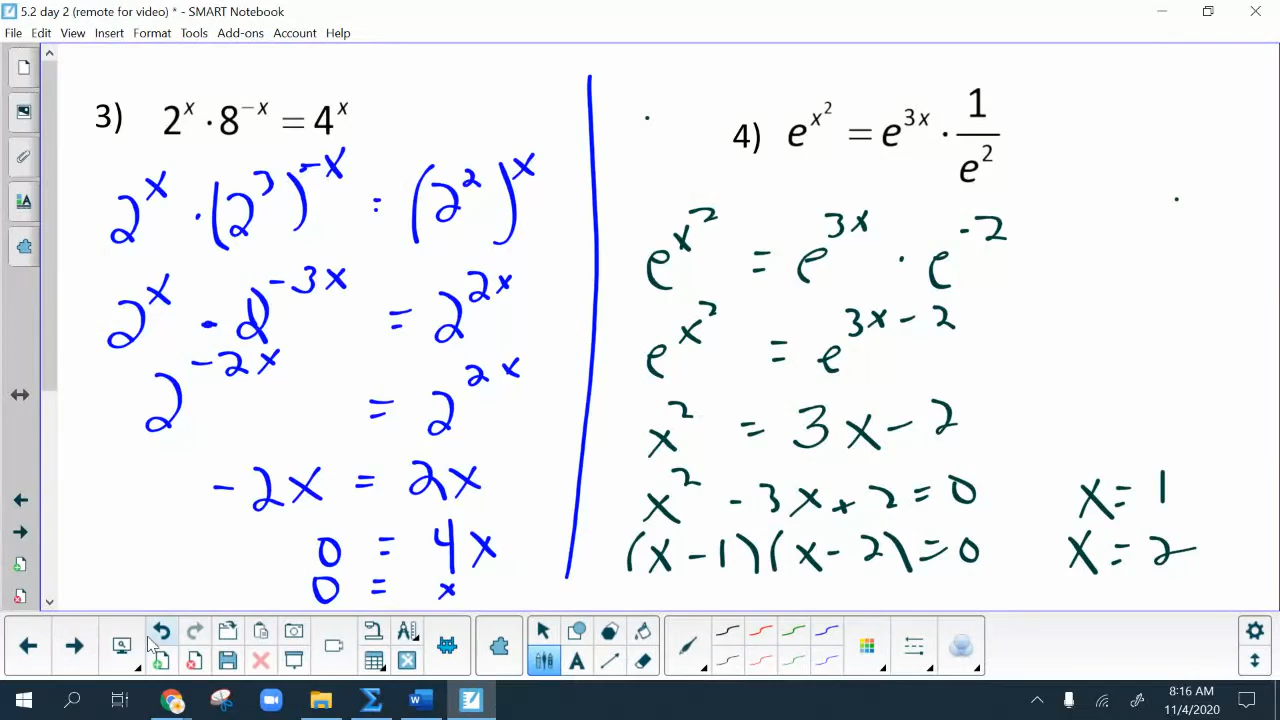 5.2 day 2 (remote for video) * - SMART Notebook
File Edit View Insert Format Tools Add-ons Account Help
3) 2^x · 8^{-x} = 4^x
2^x · (2^3)^{-x} = (2^2)^x
2^x · 2^{-3x} = 2^{2x}
2^{-2x} = 2^{2x}
-2x = 2x
0 = 4x
0 = x
4) e^{x^2} = e^{3x} · 1/e^2
e^{x^2} = e^{3x} · e^{-2}
e^{x^2} = e^{3x-2}
x^2 = 3x - 2
x^2 - 3x + 2 = 0
(x - 1)(x - 2) = 0
x = 1
x = 2
8:16 AM
11/4/2020